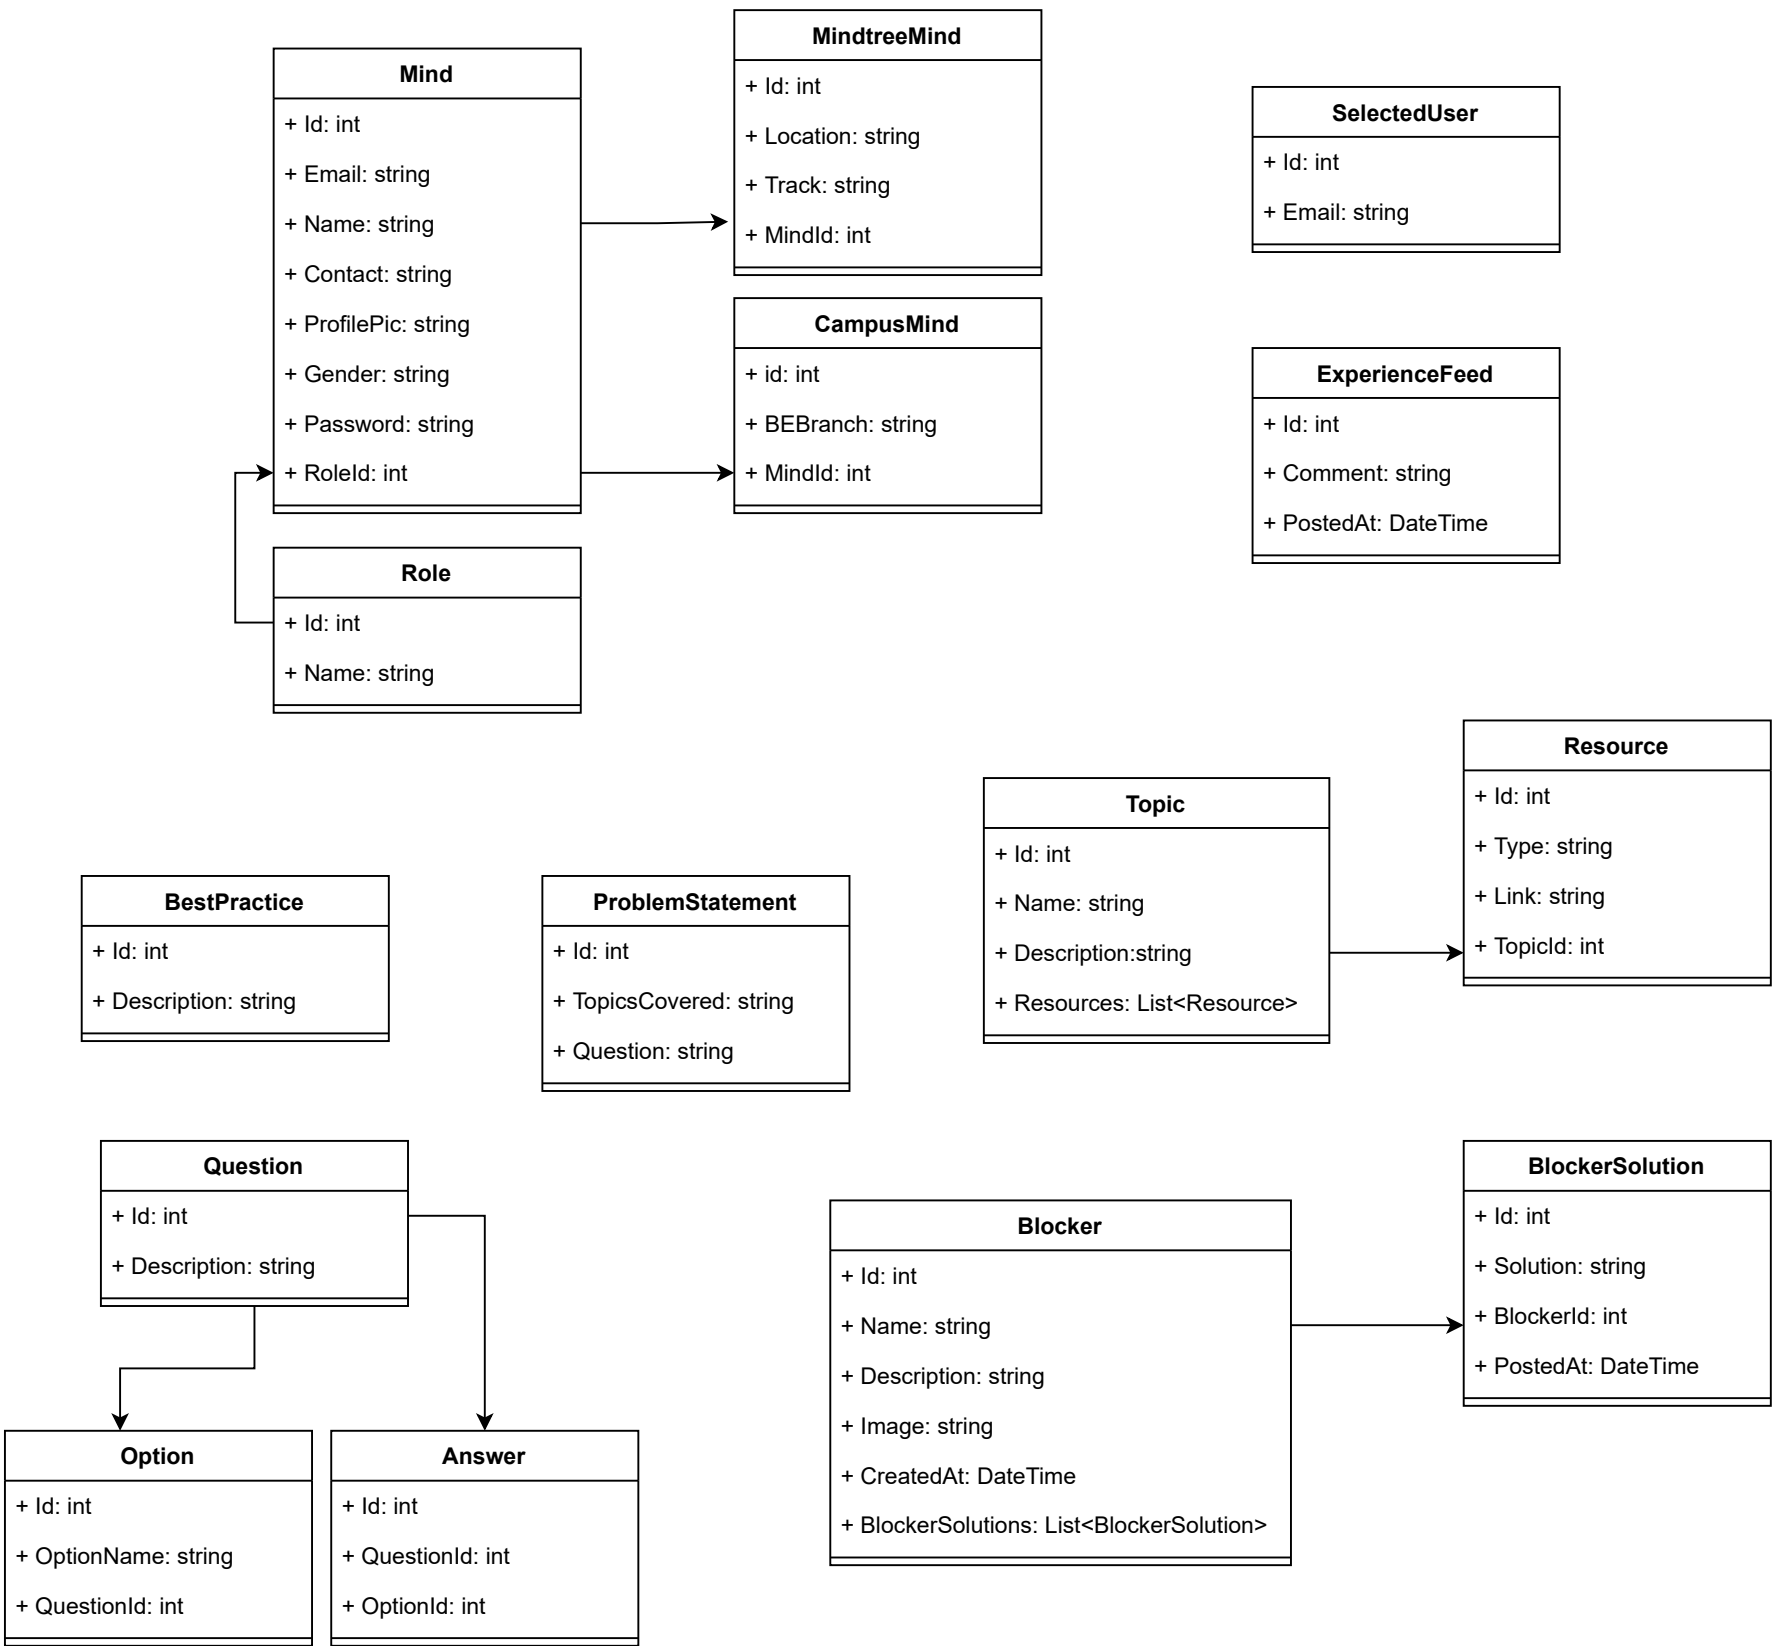 Mind
+ Id: int
+ Email: string
+ Name: string
+ Contact: string
+ ProfilePic: string
+ Gender: string
+ Password: string
+ RoleId: int
MindtreeMind
+ Id: int
+ Location: string
+ Track: string
+ MindId: int
CampusMind
+ id: int
+ BEBranch: string
+ MindId: int
SelectedUser
+ Id: int
+ Email: string
ExperienceFeed
+ Id: int
+ Comment: string
+ PostedAt: DateTime
Role
+ Id: int
+ Name: string
BestPractice
+ Id: int
+ Description: string
ProblemStatement
+ Id: int
+ TopicsCovered: string
+ Question: string
Topic
+ Id: int
+ Name: string
+ Description:string
+ Resources: List<Resource>
Resource
+ Id: int
+ Type: string
+ Link: string
+ TopicId: int
Question
+ Id: int
+ Description: string
Option
+ Id: int
+ OptionName: string
+ QuestionId: int
Answer
+ Id: int
+ QuestionId: int
+ OptionId: int
Blocker
+ Id: int
+ Name: string
+ Description: string
+ Image: string
+ CreatedAt: DateTime
+ BlockerSolutions: List<BlockerSolution>
BlockerSolution
+ Id: int
+ Solution: string
+ BlockerId: int
+ PostedAt: DateTime